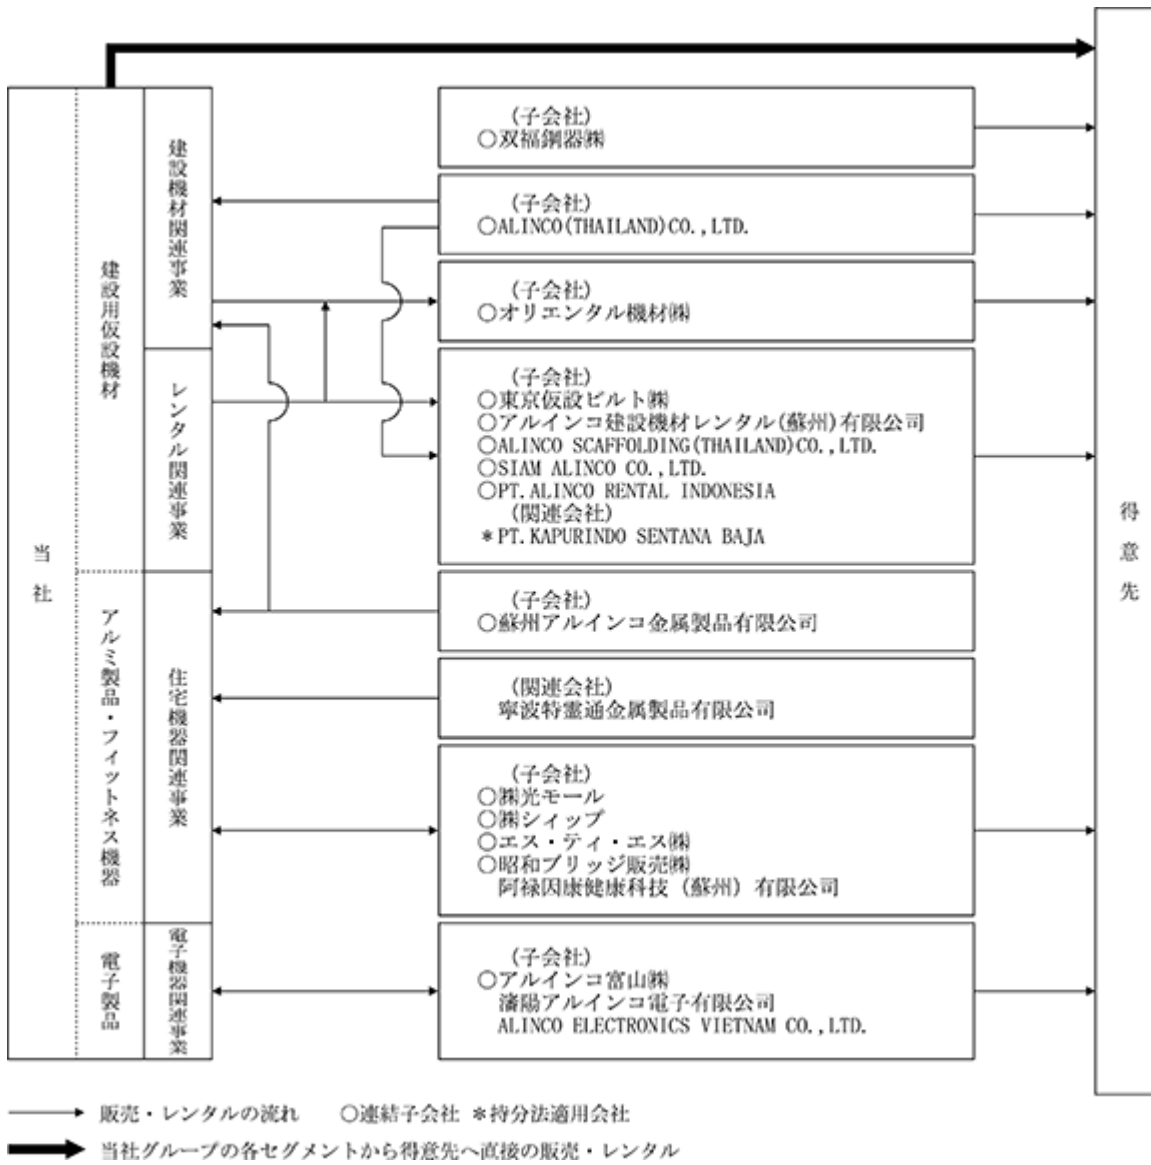 当社
建設用仮設機材
アルミ製品・フィットネス機器
電子製品
建設機材関連事業
レンタル関連事業
住宅機器関連事業
電子機器関連事業
(子会社)
○双福鋼器㈱
(子会社)
○ALINCO(THAILAND)CO.,LTD.
(子会社)
○オリエンタル機材㈱
(子会社)
○東京仮設ビルト㈱
○アルインコ建設機材レンタル(蘇州)有限公司
○ALINCO SCAFFOLDING(THAILAND)CO.,LTD.
○SIAM ALINCO CO.,LTD.
○PT.ALINCO RENTAL INDONESIA
(関連会社)
＊PT.KAPURINDO SENTANA BAJA
(子会社)
○蘇州アルインコ金属製品有限公司
(関連会社)
寧波特霊通金属製品有限公司
(子会社)
○㈱光モール
○㈱シィップ
○エス・ティ・エス㈱
○昭和ブリッジ販売㈱
阿禄因康健康科技（蘇州）有限公司
(子会社)
○アルインコ富山㈱
瀋陽アルインコ電子有限公司
ALINCO ELECTRONICS VIETNAM CO.,LTD.
得意先
販売・レンタルの流れ　○連結子会社 ＊持分法適用会社
当社グループの各セグメントから得意先へ直接の販売・レンタル